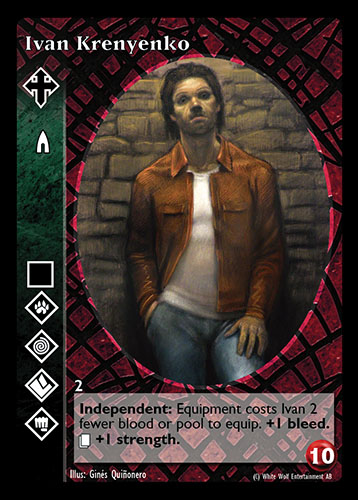 Ivan Krenyenko
2
Independent: Equipment costs Ivan 2
fewer blood or pool to equip. +1 bleed.
+1 strength.
10
Illus: Ginés Quiñonero
(C) White Wolf Entertainment AB